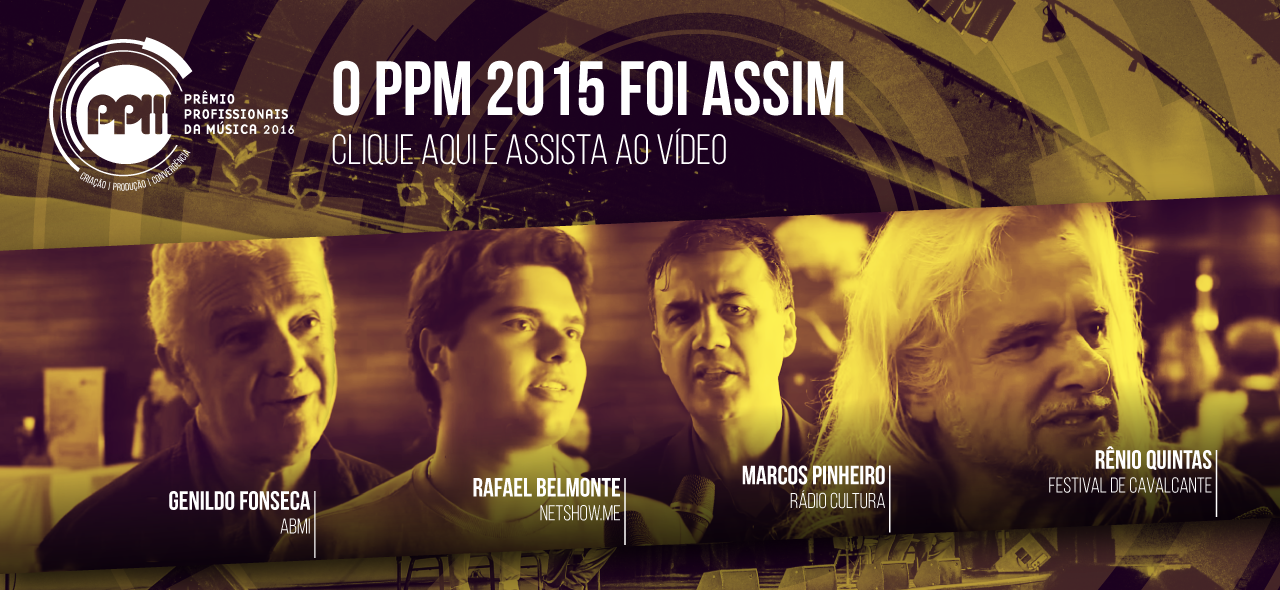 PPM
PRÊMIO
PROFISSIONAIS
DA MÚSICA 2016
CRIAÇÃO | PRODUÇÃO | CONVERGÊNCIA
O PPM 2015 FOI ASSIM
CLIQUE AQUI E ASSISTA AO VÍDEO
GENILDO FONSECA
ABMI
RAFAEL BELMONTE
NETSHOW.ME
MARCOS PINHEIRO
RÁDIO CULTURA
RÊNIO QUINTAS
FESTIVAL DE CAVALCANTE